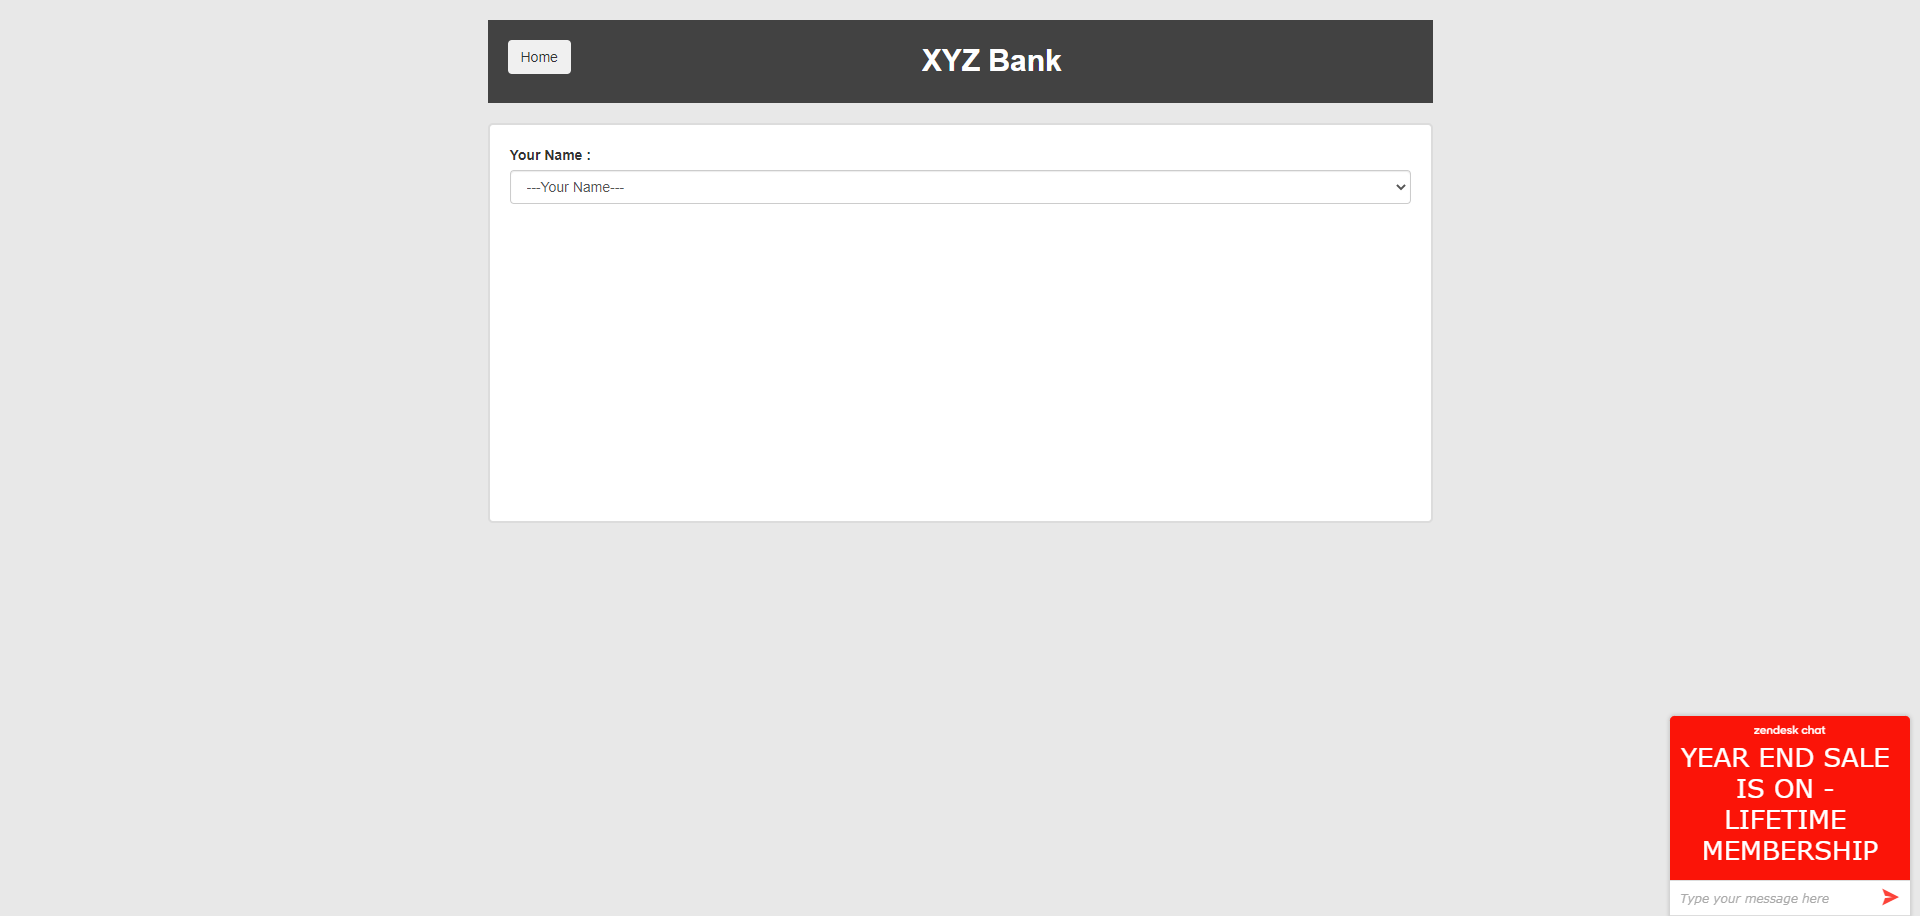 Home
XYZ Bank
Your Name :
---Your Name---
zendesk chat
YEAR END SALE
IS ON -
LIFETIME
MEMBERSHIP
Type your message here